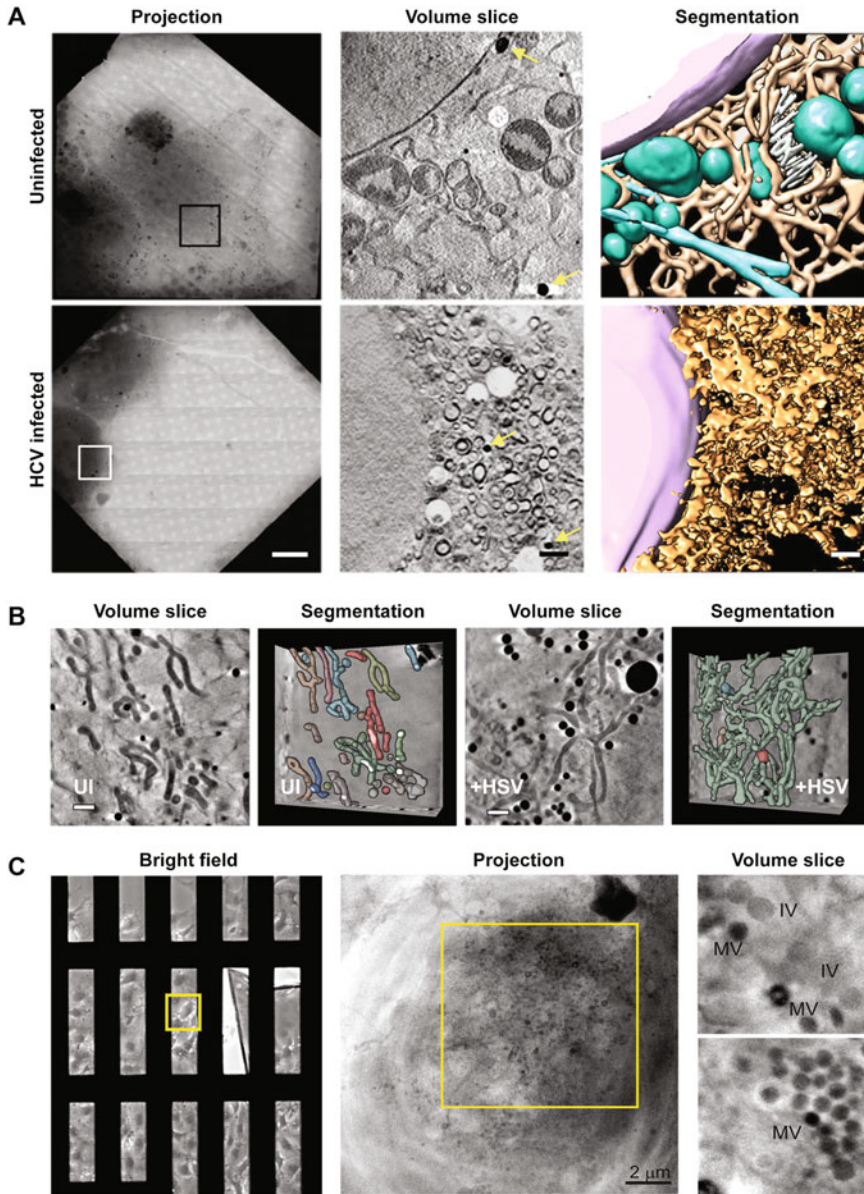 A
Projection
Volume slice
Segmentation
Uninfected
HCV infected
B
Volume slice
Segmentation
Volume slice
Segmentation
UI
UI
+HSV
+HSV
C
Bright field
Projection
Volume slice
IV
MV
IV
MV
2 μm
MV